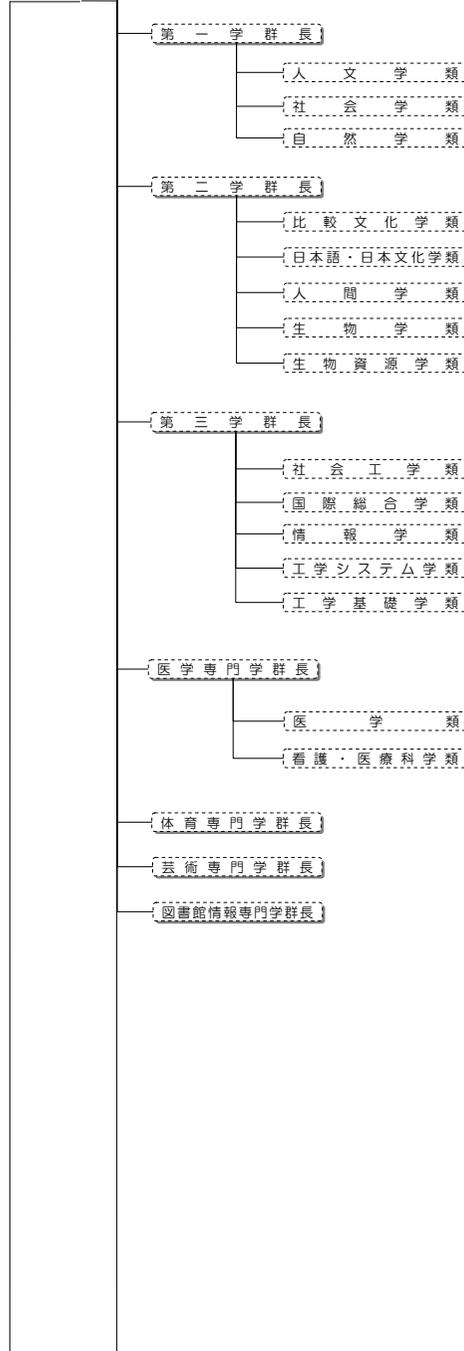 第一学群長
人文学類
社会学類
自然学類
第二学群長
比較文化学類
日本語・日本文化学類
人間学類
生物学類
生物資源学類
第三学群長
社会工学類
国際総合学類
情報学類
工学システム学類
工学基礎学類
医学専門学群長
医学類
看護・医療科学類
体育専門学群長
芸術専門学群長
図書館情報専門学群長